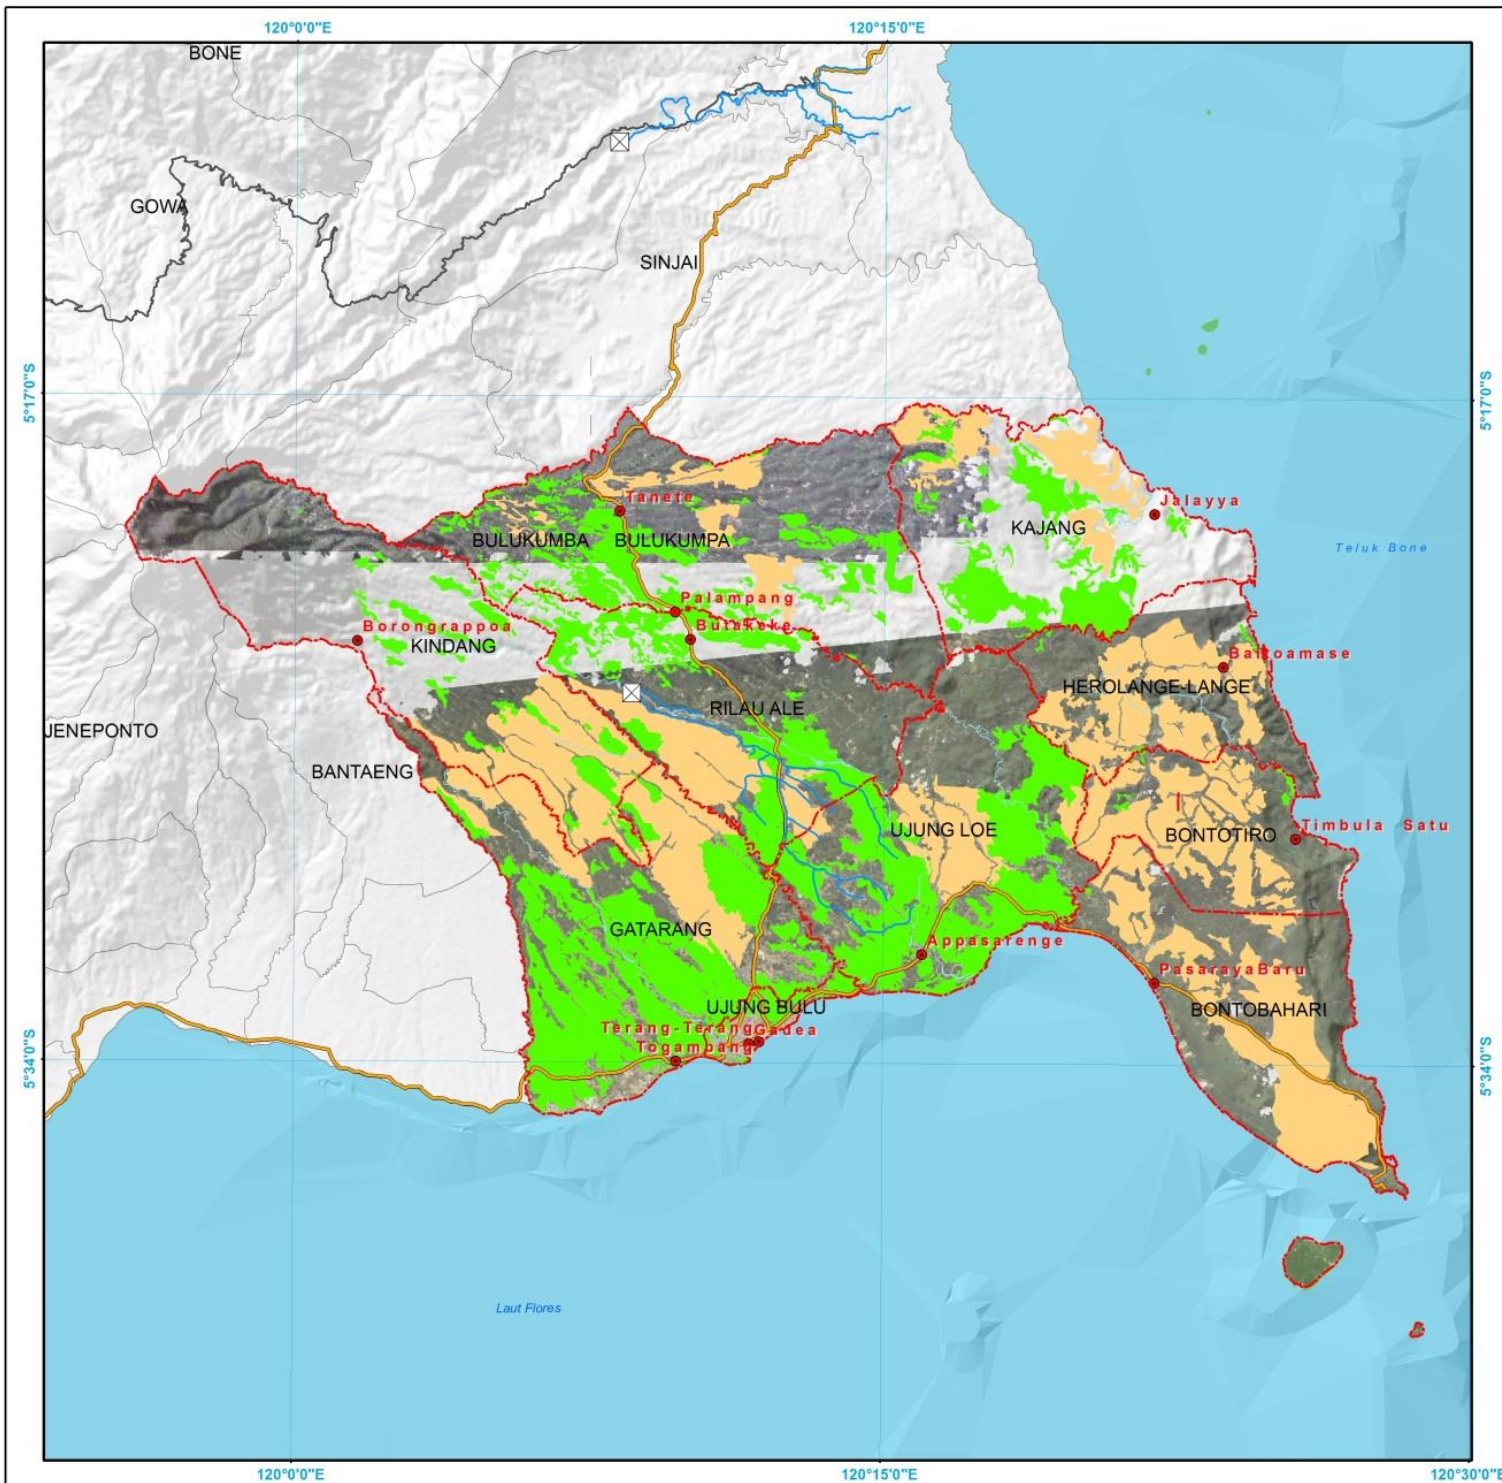 120°0'0"E
120°15'0"E
BONE
GOWA
SINJAI
5°17'0"S
5°17'0"S
Tanete
Jalayya
KAJANG
BULUKUMBA
BULUKUMPA
Teluk Bone
Palampang
Borongrappoa
Butakeke
KINDANG
HEROLANGE-LANGE
RILAU ALE
JENEPONTO
BANTAENG
UJUNG LOE
BONTOTIRO
Timbula Satu
GATARANG
Appasarenge
PasarayaBaru
UJUNG BULU
BONTOBAHARI
Terang-Terang
Gadea
Togambang
5°34'0"S
5°34'0"S
Laut Flores
120°0'0"E
120°15'0"E
120°30'0"E